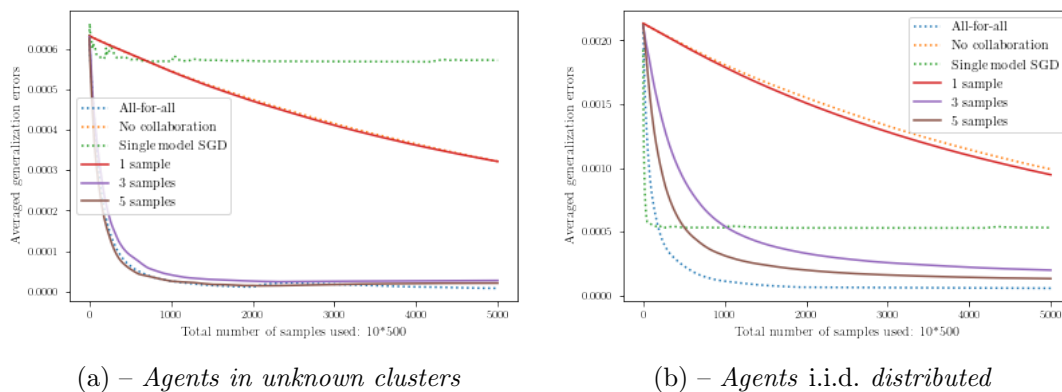 Averaged generalization errors
0.0006
0.0005
0.0004
0.0003
0.0002
0.0001
0.0000
All-for-all
No collaboration
Single model SGD
1 sample
3 samples
5 samples
0 1000 2000 3000 4000 5000
Total number of samples used: 10*500
(a) – Agents in unknown clusters
Averaged generalization errors
0.0020
0.0015
0.0010
0.0005
0.0000
All-for-all
No collaboration
Single model SGD
1 sample
3 samples
5 samples
0 1000 2000 3000 4000 5000
Total number of samples used: 10*500
(b) – Agents i.i.d. distributed